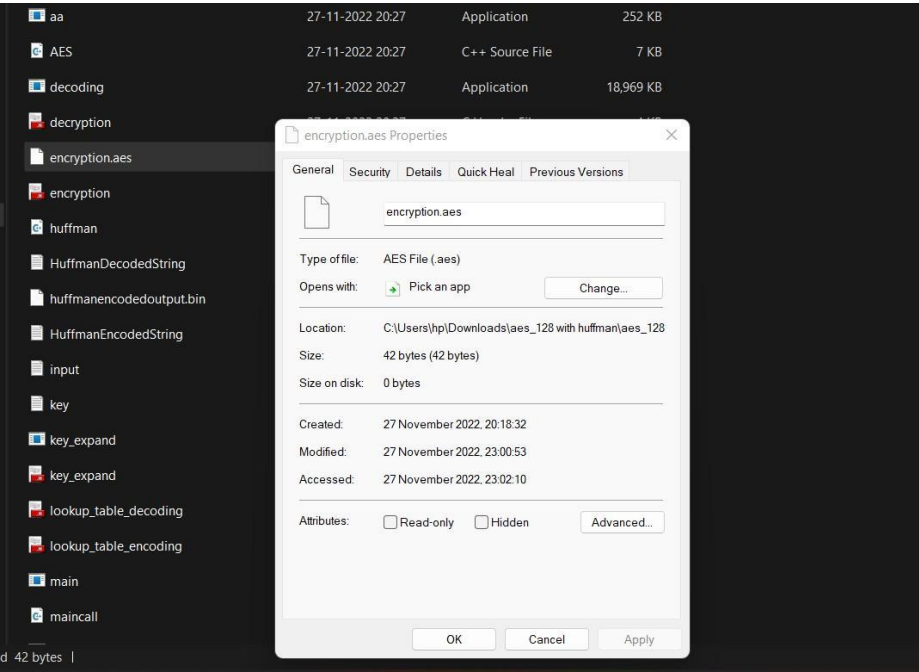 aa 27-11-2022 20:27 Application 252 KB
AES 27-11-2022 20:27 C++ Source File 7 KB
decoding 27-11-2022 20:27 Application 18,969 KB
decryption
encryption.aes
encryption
huffman
HuffmanDecodedString
huffmanencodedoutput.bin
HuffmanEncodedString
input
key
key_expand
key_expand
lookup_table_decoding
lookup_table_encoding
main
maincall
d 42 bytes
encryption.aes Properties
General Security Details Quick Heal Previous Versions
encryption.aes
Type of file: AES File (.aes)
Opens with: Pick an app Change...
Location: C:\Users\hp\Downloads\aes_128 with huffman\aes_128
Size: 42 bytes (42 bytes)
Size on disk: 0 bytes
Created: 27 November 2022, 20:18:32
Modified: 27 November 2022, 23:00:53
Accessed: 27 November 2022, 23:02:10
Attributes: Read-only Hidden Advanced...
OK Cancel Apply